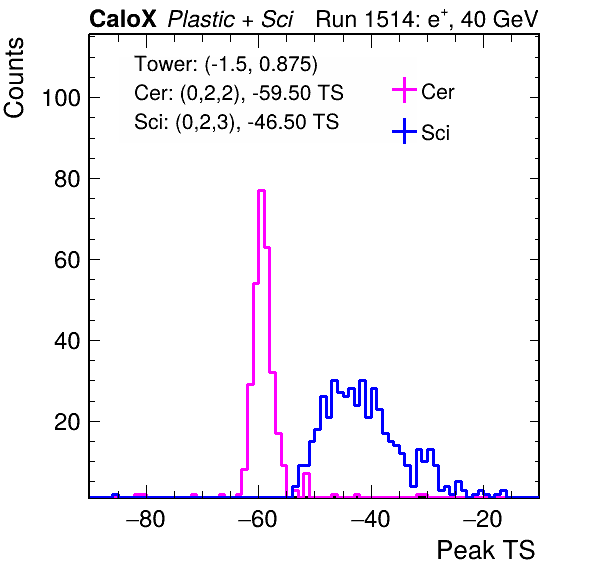 CaloX Plastic + Sci Run 1514: e⁺, 40 GeV
Tower: (-1.5, 0.875)
Cer: (0,2,2), -59.50 TS
Sci: (0,2,3), -46.50 TS
Cer
Sci
Counts
100
80
60
40
20
−80 −60 −40 −20
Peak TS